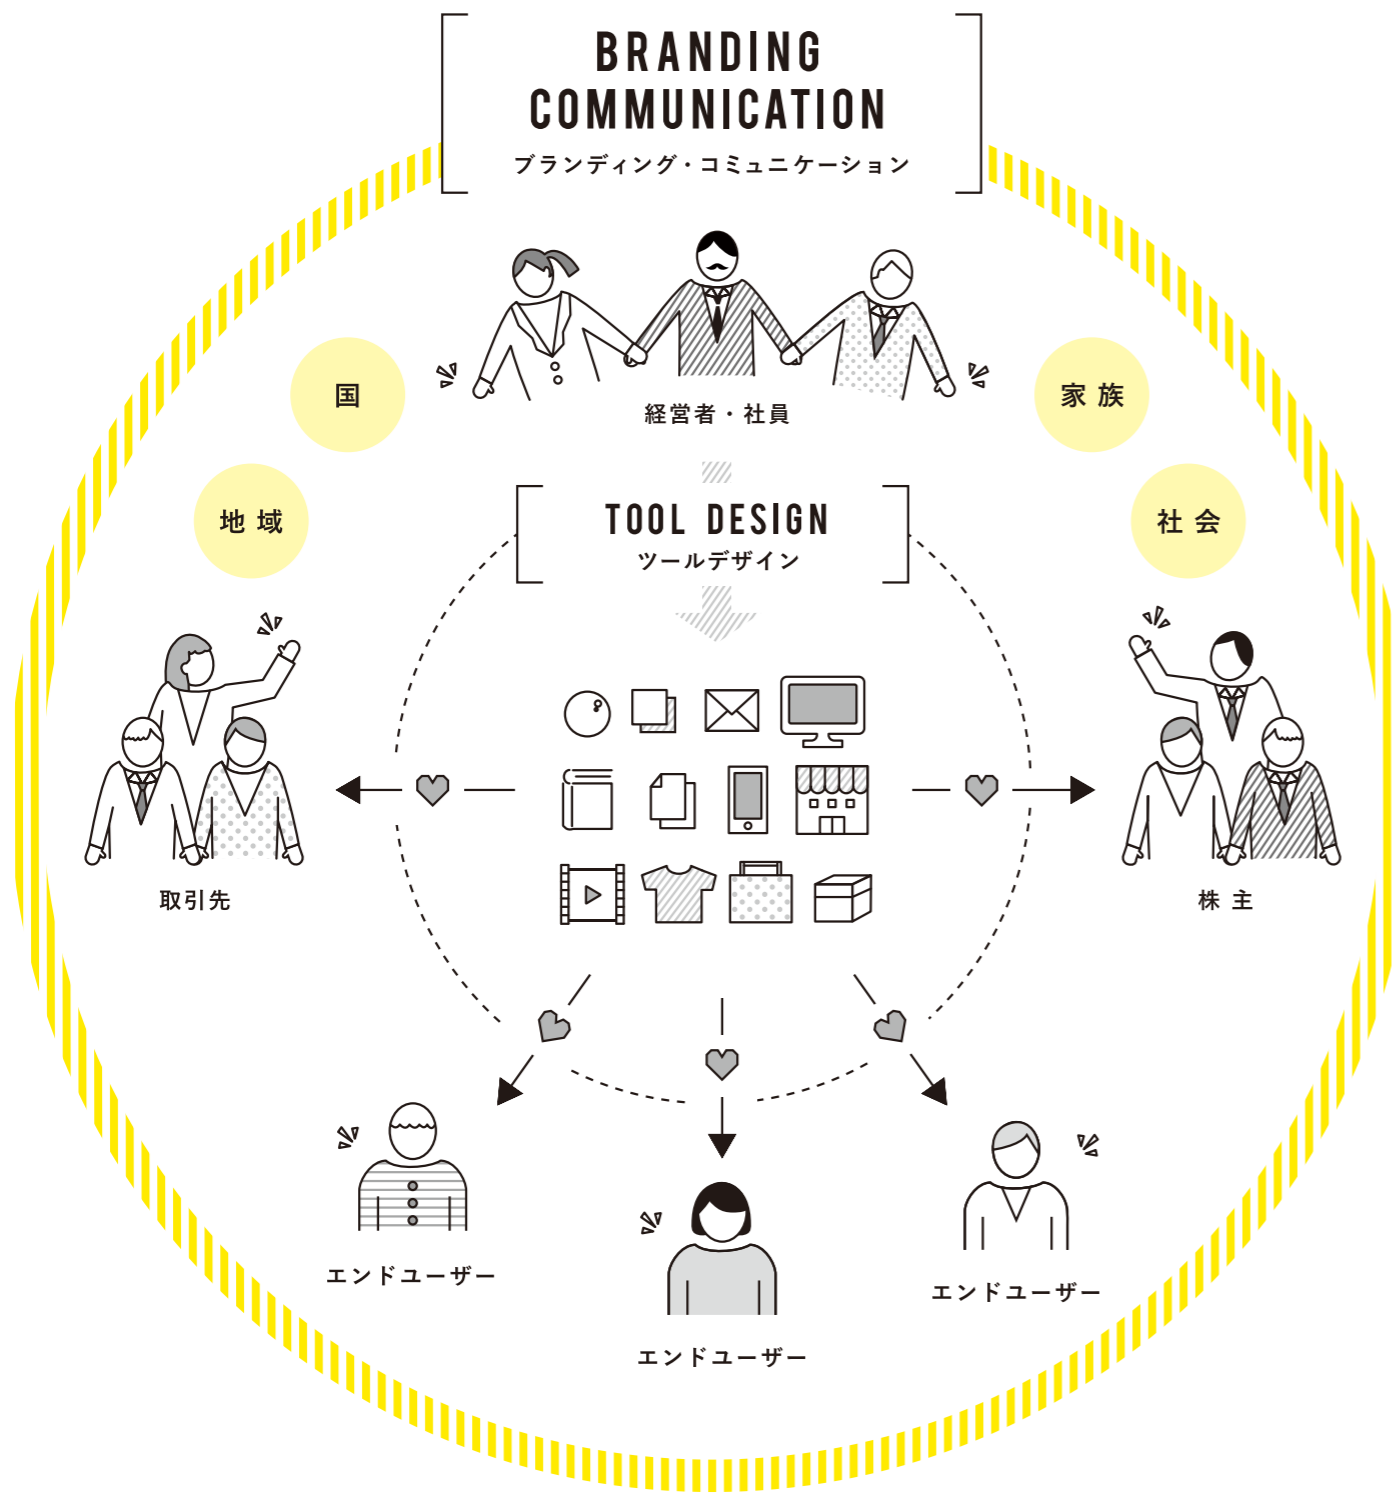 BRANDING
COMMUNICATION
ブランディング・コミュニケーション
経営者・社員
国
家族
地域
社会
TOOL DESIGN
ツールデザイン
取引先
株主
エンドユーザー
エンドユーザー
エンドユーザー